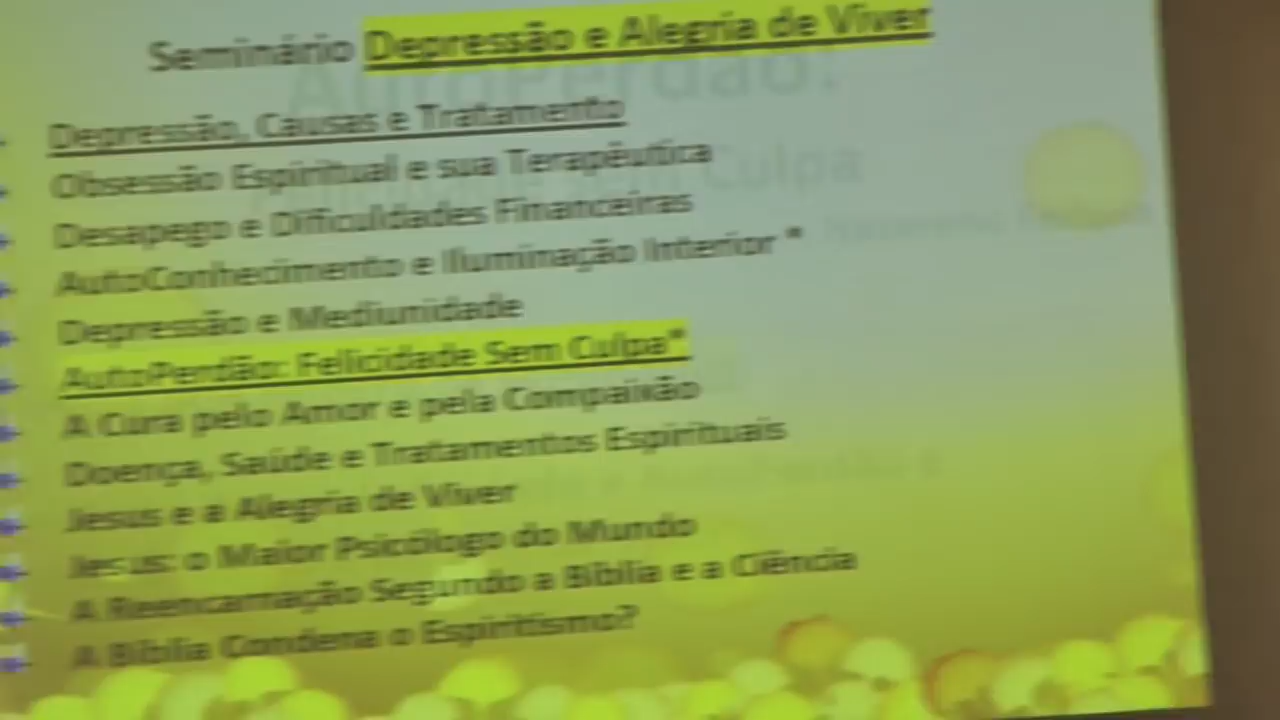 Seminário Depressão e Alegria de Viver
Depressão, Causas e Tratamento
Obsessão Espiritual e sua Terapêutica
Desapego e Dificuldades Financeiras
AutoConhecimento e Iluminação Interior *
Depressão e Mediunidade
AutoPerdão: Felicidade Sem Culpa*
A Cura pelo Amor e pela Compaixão
Doença, Saúde e Tratamentos Espirituais
Jesus e a Alegria de Viver
Jesus: o Maior Psicólogo do Mundo
A Reencarnação Segundo a Bíblia e a Ciência
A Bíblia Condena o Espiritismo?